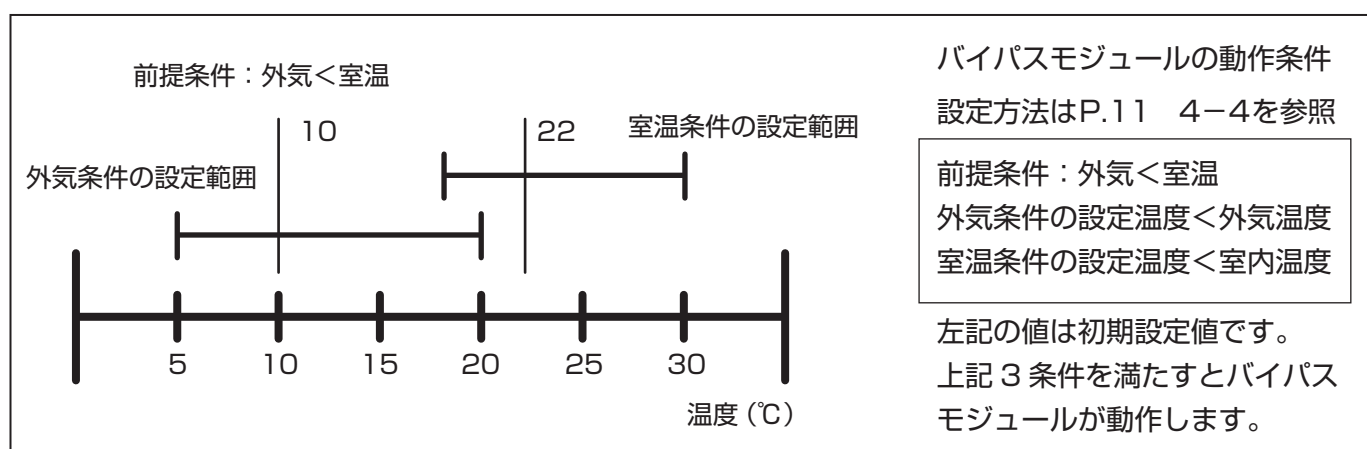 前提条件：外気＜室温
10
22
室温条件の設定範囲
外気条件の設定範囲
5
10
15
20
25
30
温度（℃）
バイパスモジュールの動作条件
設定方法はP.11　4－4を参照
前提条件：外気＜室温
外気条件の設定温度＜外気温度
室温条件の設定温度＜室内温度
左記の値は初期設定値です。
上記 3 条件を満たすとバイパス
モジュールが動作します。